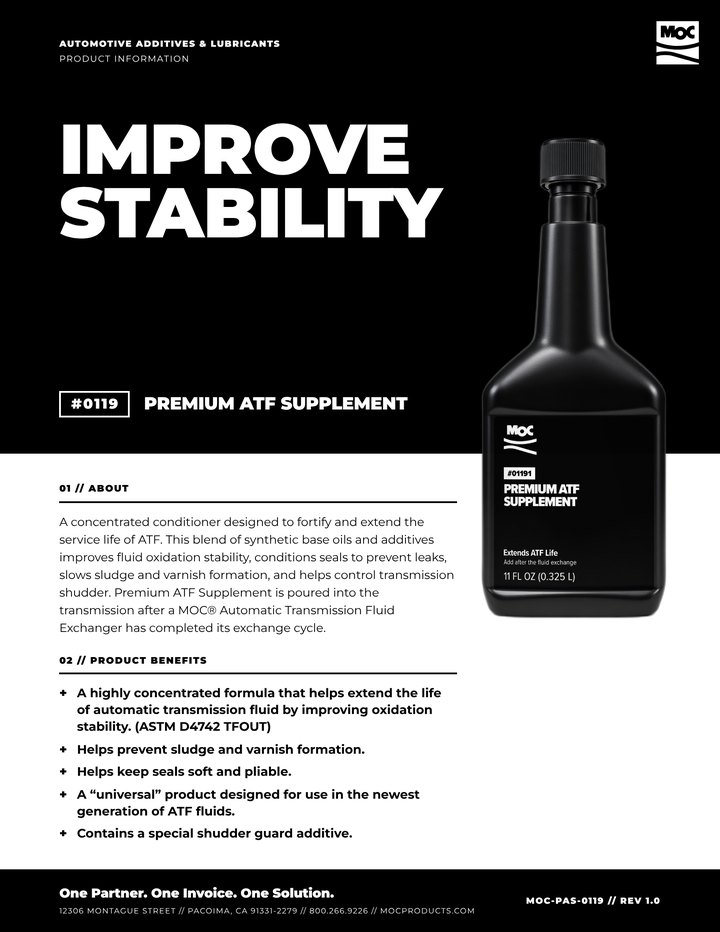 AUTOMOTIVE ADDITIVES & LUBRICANTS
PRODUCT INFORMATION
MOC
IMPROVE
STABILITY
#0119
PREMIUM ATF SUPPLEMENT
MOC
#01191
PREMIUM ATF
SUPPLEMENT
Extends ATF Life
Add after the fluid exchange
11 FL OZ (0.325 L)
01 // ABOUT
A concentrated conditioner designed to fortify and extend the
service life of ATF. This blend of synthetic base oils and additives
improves fluid oxidation stability, conditions seals to prevent leaks,
slows sludge and varnish formation, and helps control transmission
shudder. Premium ATF Supplement is poured into the
transmission after a MOC® Automatic Transmission Fluid
Exchanger has completed its exchange cycle.
02 // PRODUCT BENEFITS
+ A highly concentrated formula that helps extend the life
of automatic transmission fluid by improving oxidation
stability. (ASTM D4742 TFOUT)
+ Helps prevent sludge and varnish formation.
+ Helps keep seals soft and pliable.
+ A “universal” product designed for use in the newest
generation of ATF fluids.
+ Contains a special shudder guard additive.
One Partner. One Invoice. One Solution.
12306 MONTAGUE STREET // PACOIMA, CA 91331-2279 // 800.266.9226 // MOCPRODUCTS.COM
MOC-PAS-0119 // REV 1.0